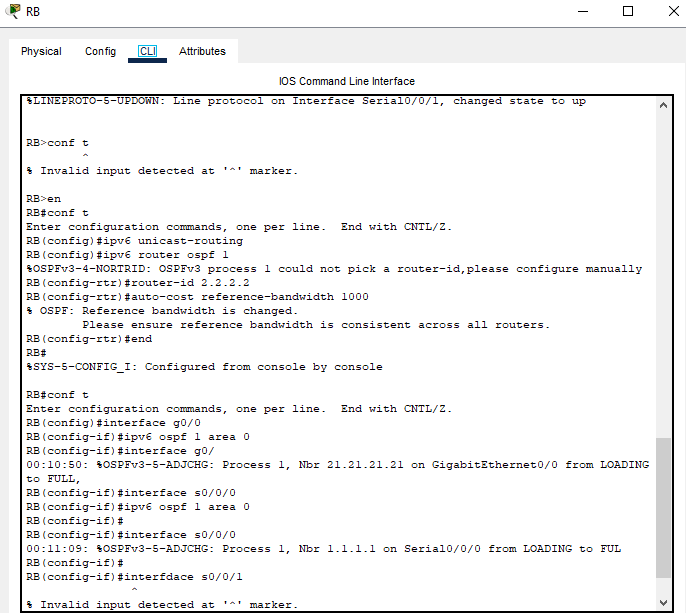 RB
Physical Config CLI Attributes
IOS Command Line Interface
%LINEPROTO-5-UPDOWN: Line protocol on Interface Serial0/0/1, changed state to up
RB>conf t
^
% Invalid input detected at '^' marker.
RB>en
RB#conf t
Enter configuration commands, one per line. End with CNTL/Z.
RB(config)#ipv6 unicast-routing
RB(config)#ipv6 router ospf 1
%OSPFv3-4-NORTRID: OSPFv3 process 1 could not pick a router-id,please configure manually
RB(config-rtr)#router-id 2.2.2.2
RB(config-rtr)#auto-cost reference-bandwidth 1000
% OSPF: Reference bandwidth is changed.
Please ensure reference bandwidth is consistent across all routers.
RB(config-rtr)#end
RB#
%SYS-5-CONFIG_I: Configured from console by console
RB#conf t
Enter configuration commands, one per line. End with CNTL/Z.
RB(config)#interface g0/0
RB(config-if)#ipv6 ospf 1 area 0
RB(config-if)#interface g0/
00:10:50: %OSPFv3-5-ADJCHG: Process 1, Nbr 21.21.21.21 on GigabitEthernet0/0 from LOADING
to FULL,
RB(config-if)#interface s0/0/0
RB(config-if)#ipv6 ospf 1 area 0
RB(config-if)#
RB(config-if)#interface s0/0/0
00:11:09: %OSPFv3-5-ADJCHG: Process 1, Nbr 1.1.1.1 on Serial0/0/0 from LOADING to FUL
RB(config-if)#
RB(config-if)#interfdace s0/0/1
^
% Invalid input detected at '^' marker.